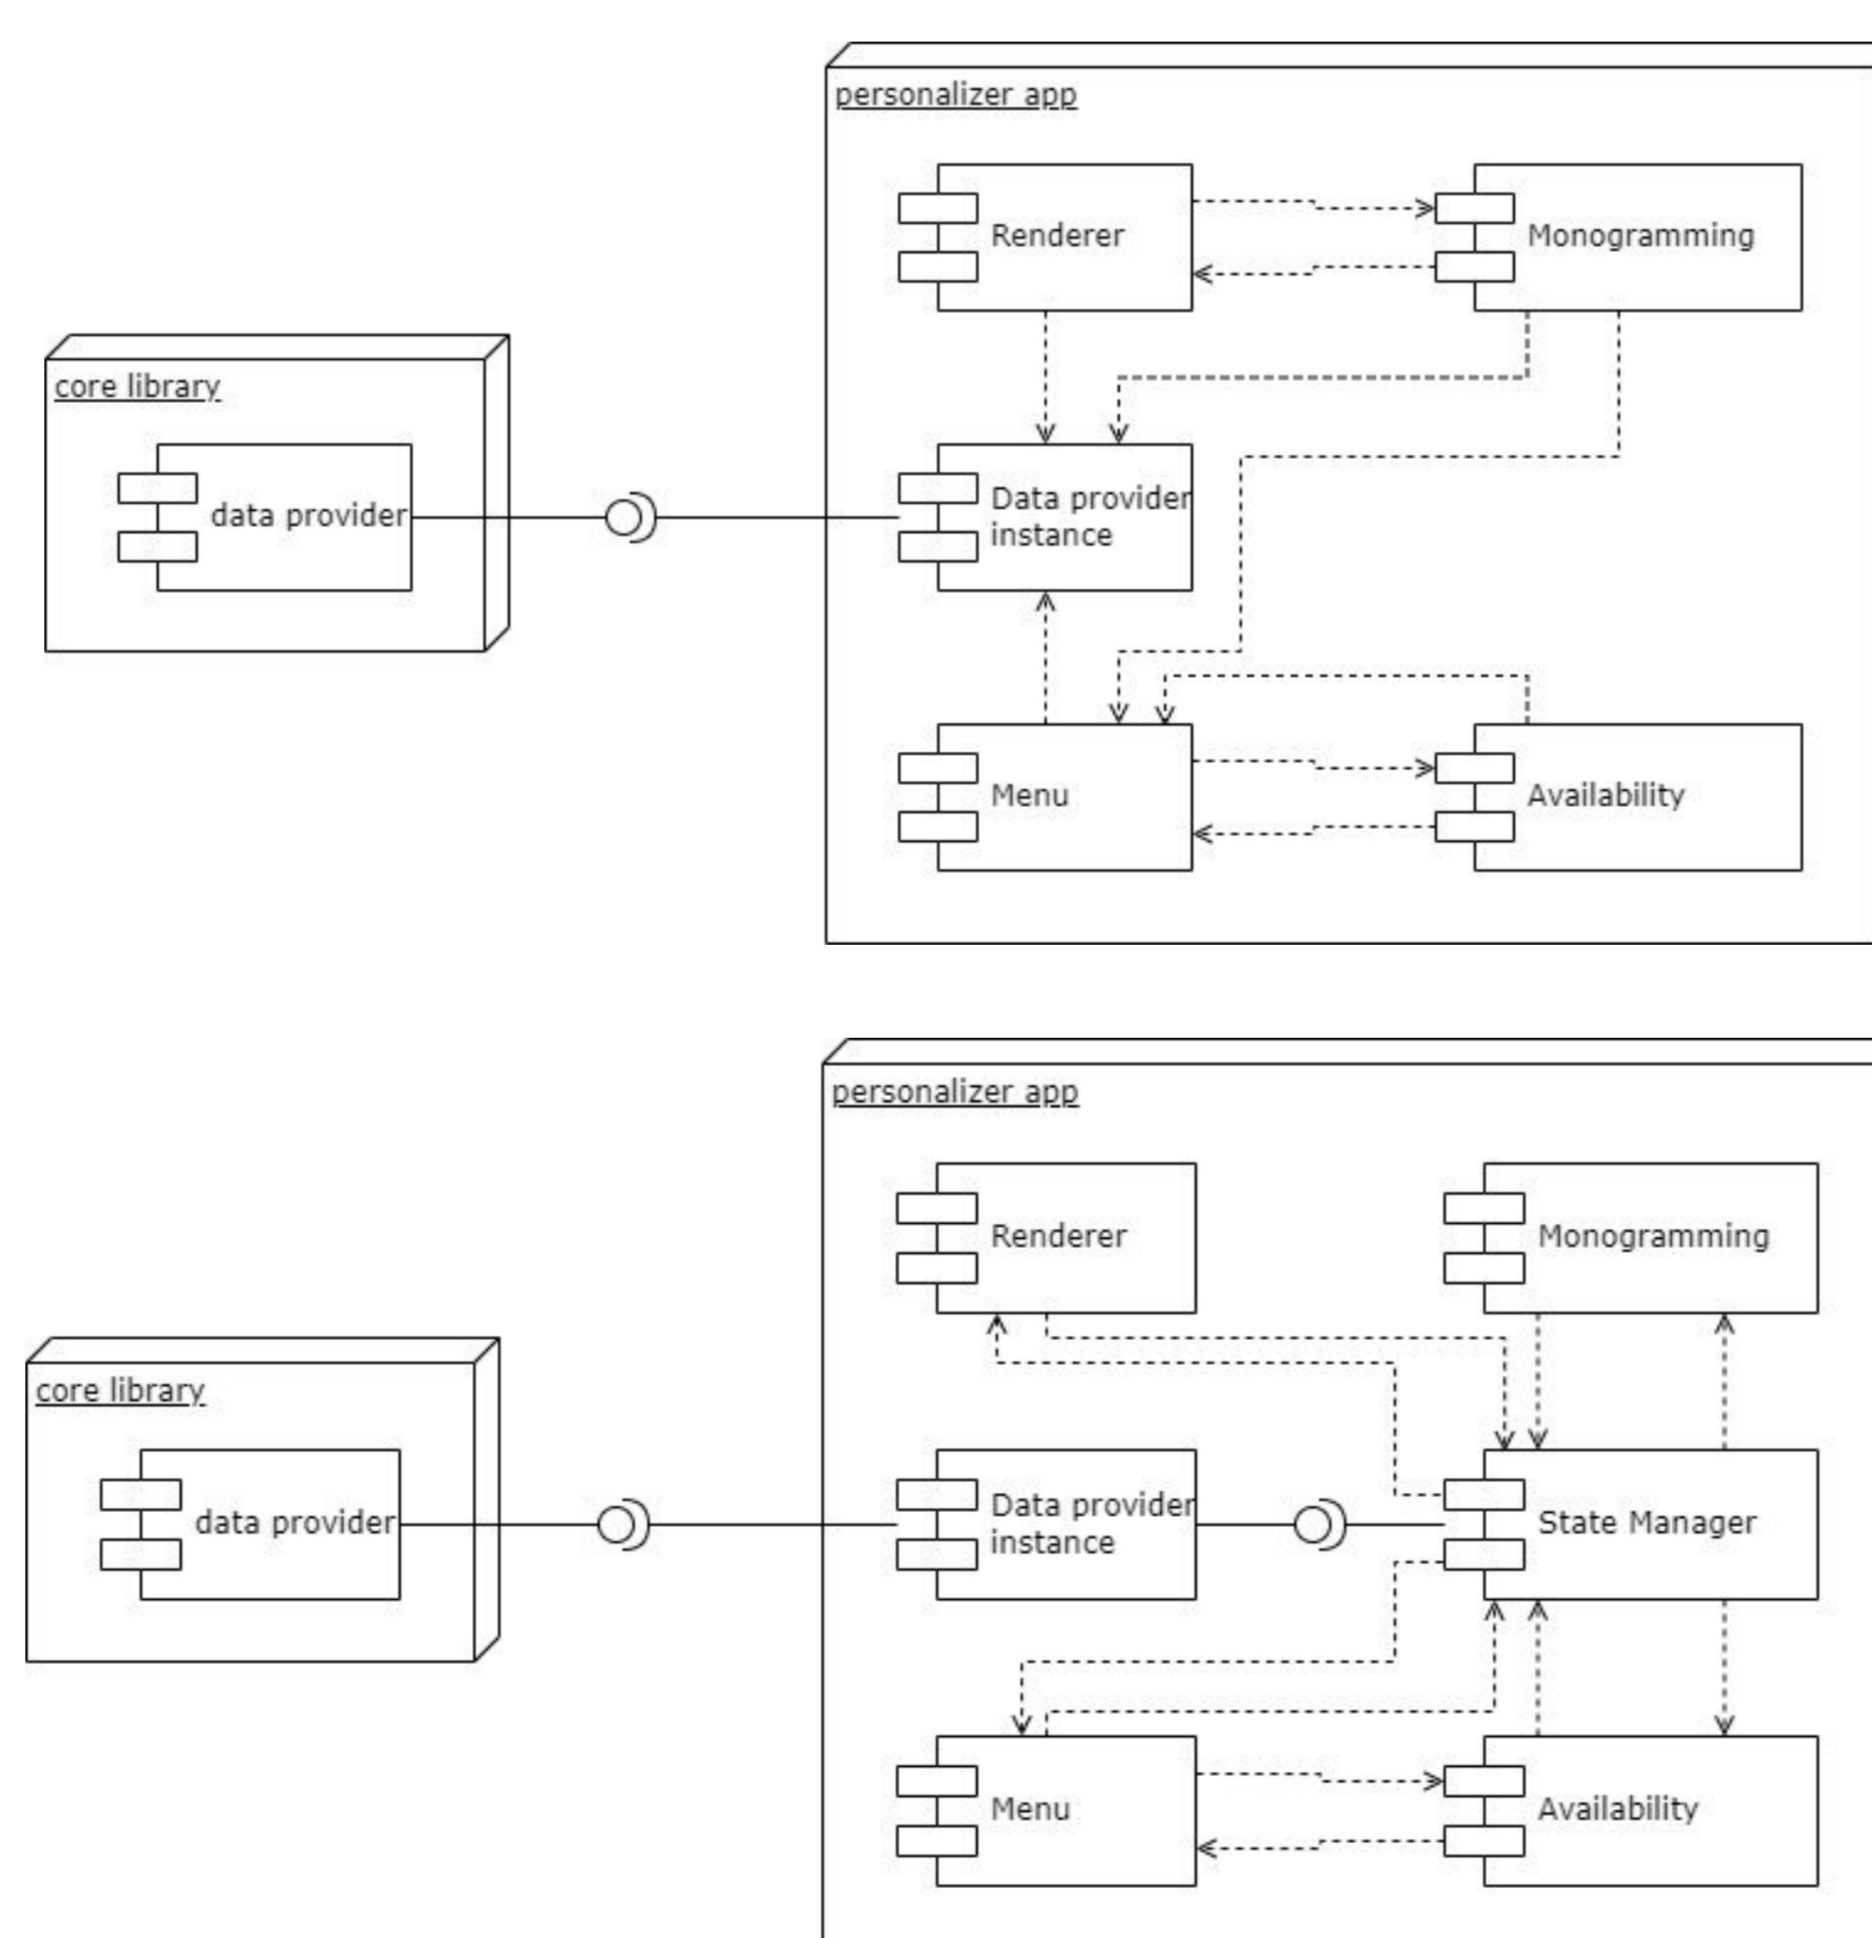 personalizer app
Renderer
Monogramming
core library
data provider
Data provider
instance
Menu
Availability
personalizer app
Renderer
Monogramming
core library
data provider
Data provider
instance
State Manager
Menu
Availability